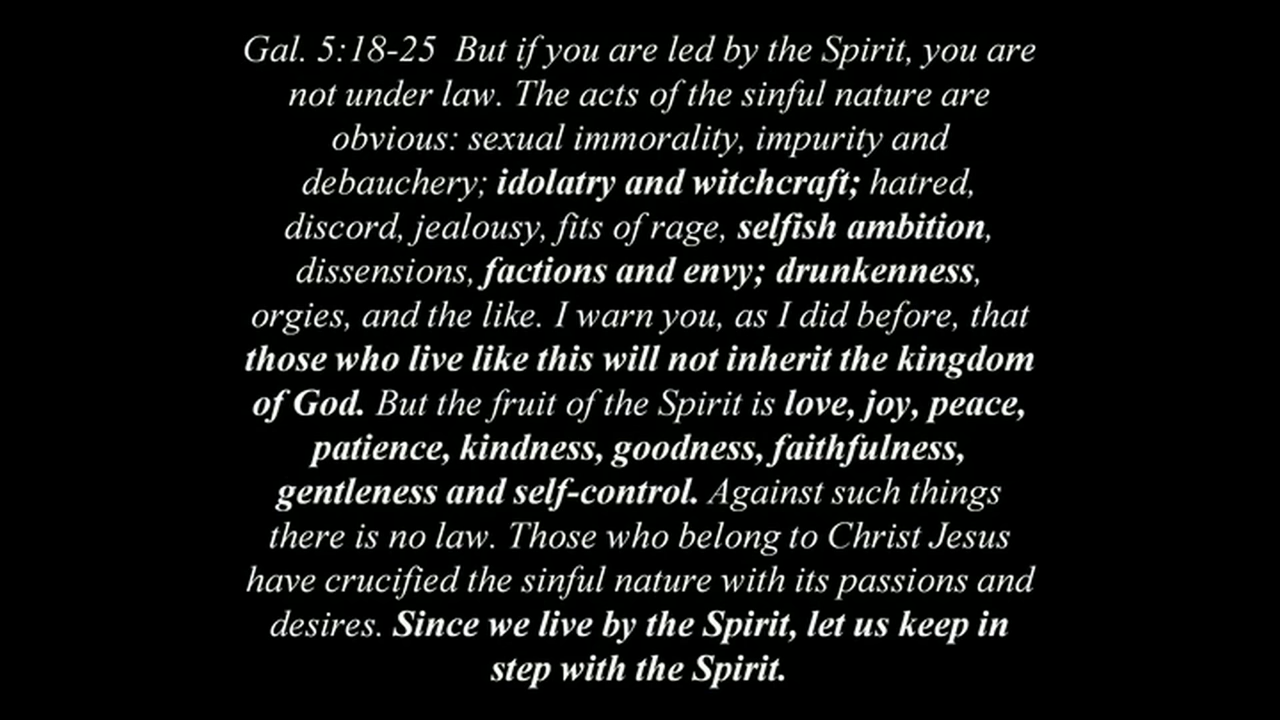 Gal. 5:18-25  But if you are led by the Spirit, you are
not under law. The acts of the sinful nature are
obvious: sexual immorality, impurity and
debauchery; idolatry and witchcraft; hatred,
discord, jealousy, fits of rage, selfish ambition,
dissensions, factions and envy; drunkenness,
orgies, and the like. I warn you, as I did before, that
those who live like this will not inherit the kingdom
of God. But the fruit of the Spirit is love, joy, peace,
patience, kindness, goodness, faithfulness,
gentleness and self-control. Against such things
there is no law. Those who belong to Christ Jesus
have crucified the sinful nature with its passions and
desires. Since we live by the Spirit, let us keep in
step with the Spirit.